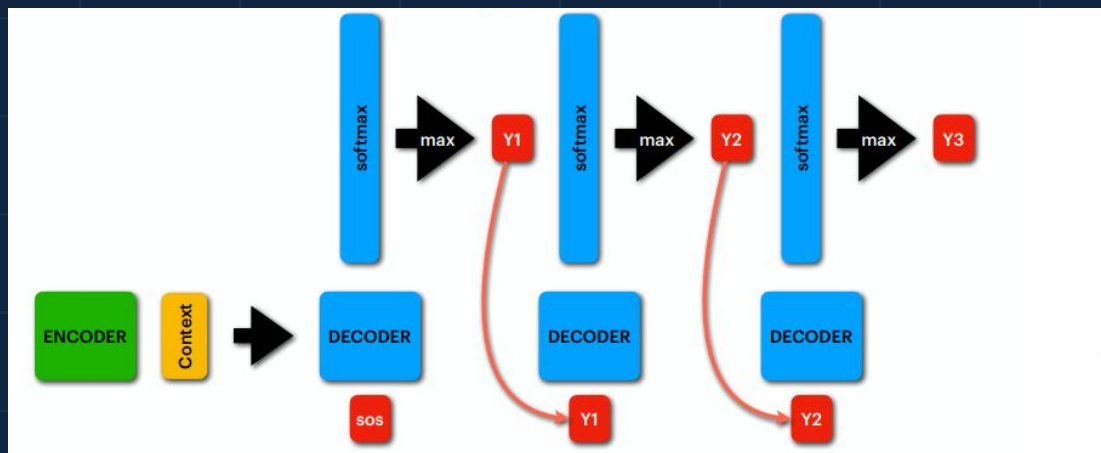 softmax
max
Y1
softmax
max
Y2
softmax
max
Y3
ENCODER
Context
DECODER
DECODER
DECODER
sos
Y1
Y2